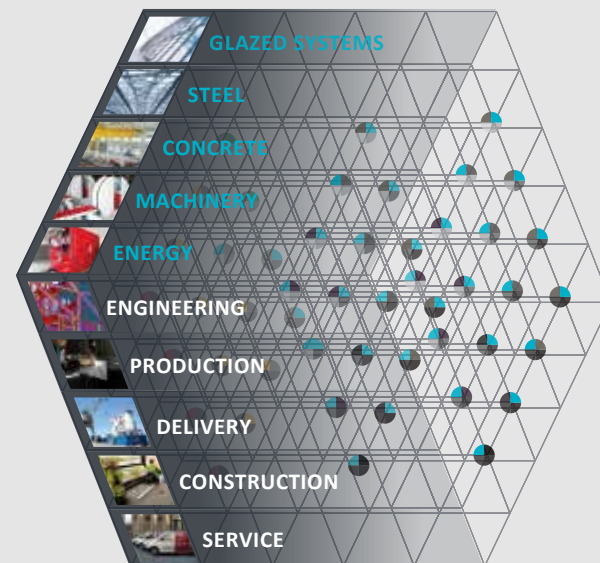 GLAZED SYSTEMS
STEEL
CONCRETE
MACHINERY
ENERGY
ENGINEERING
PRODUCTION
DELIVERY
CONSTRUCTION
SERVICE